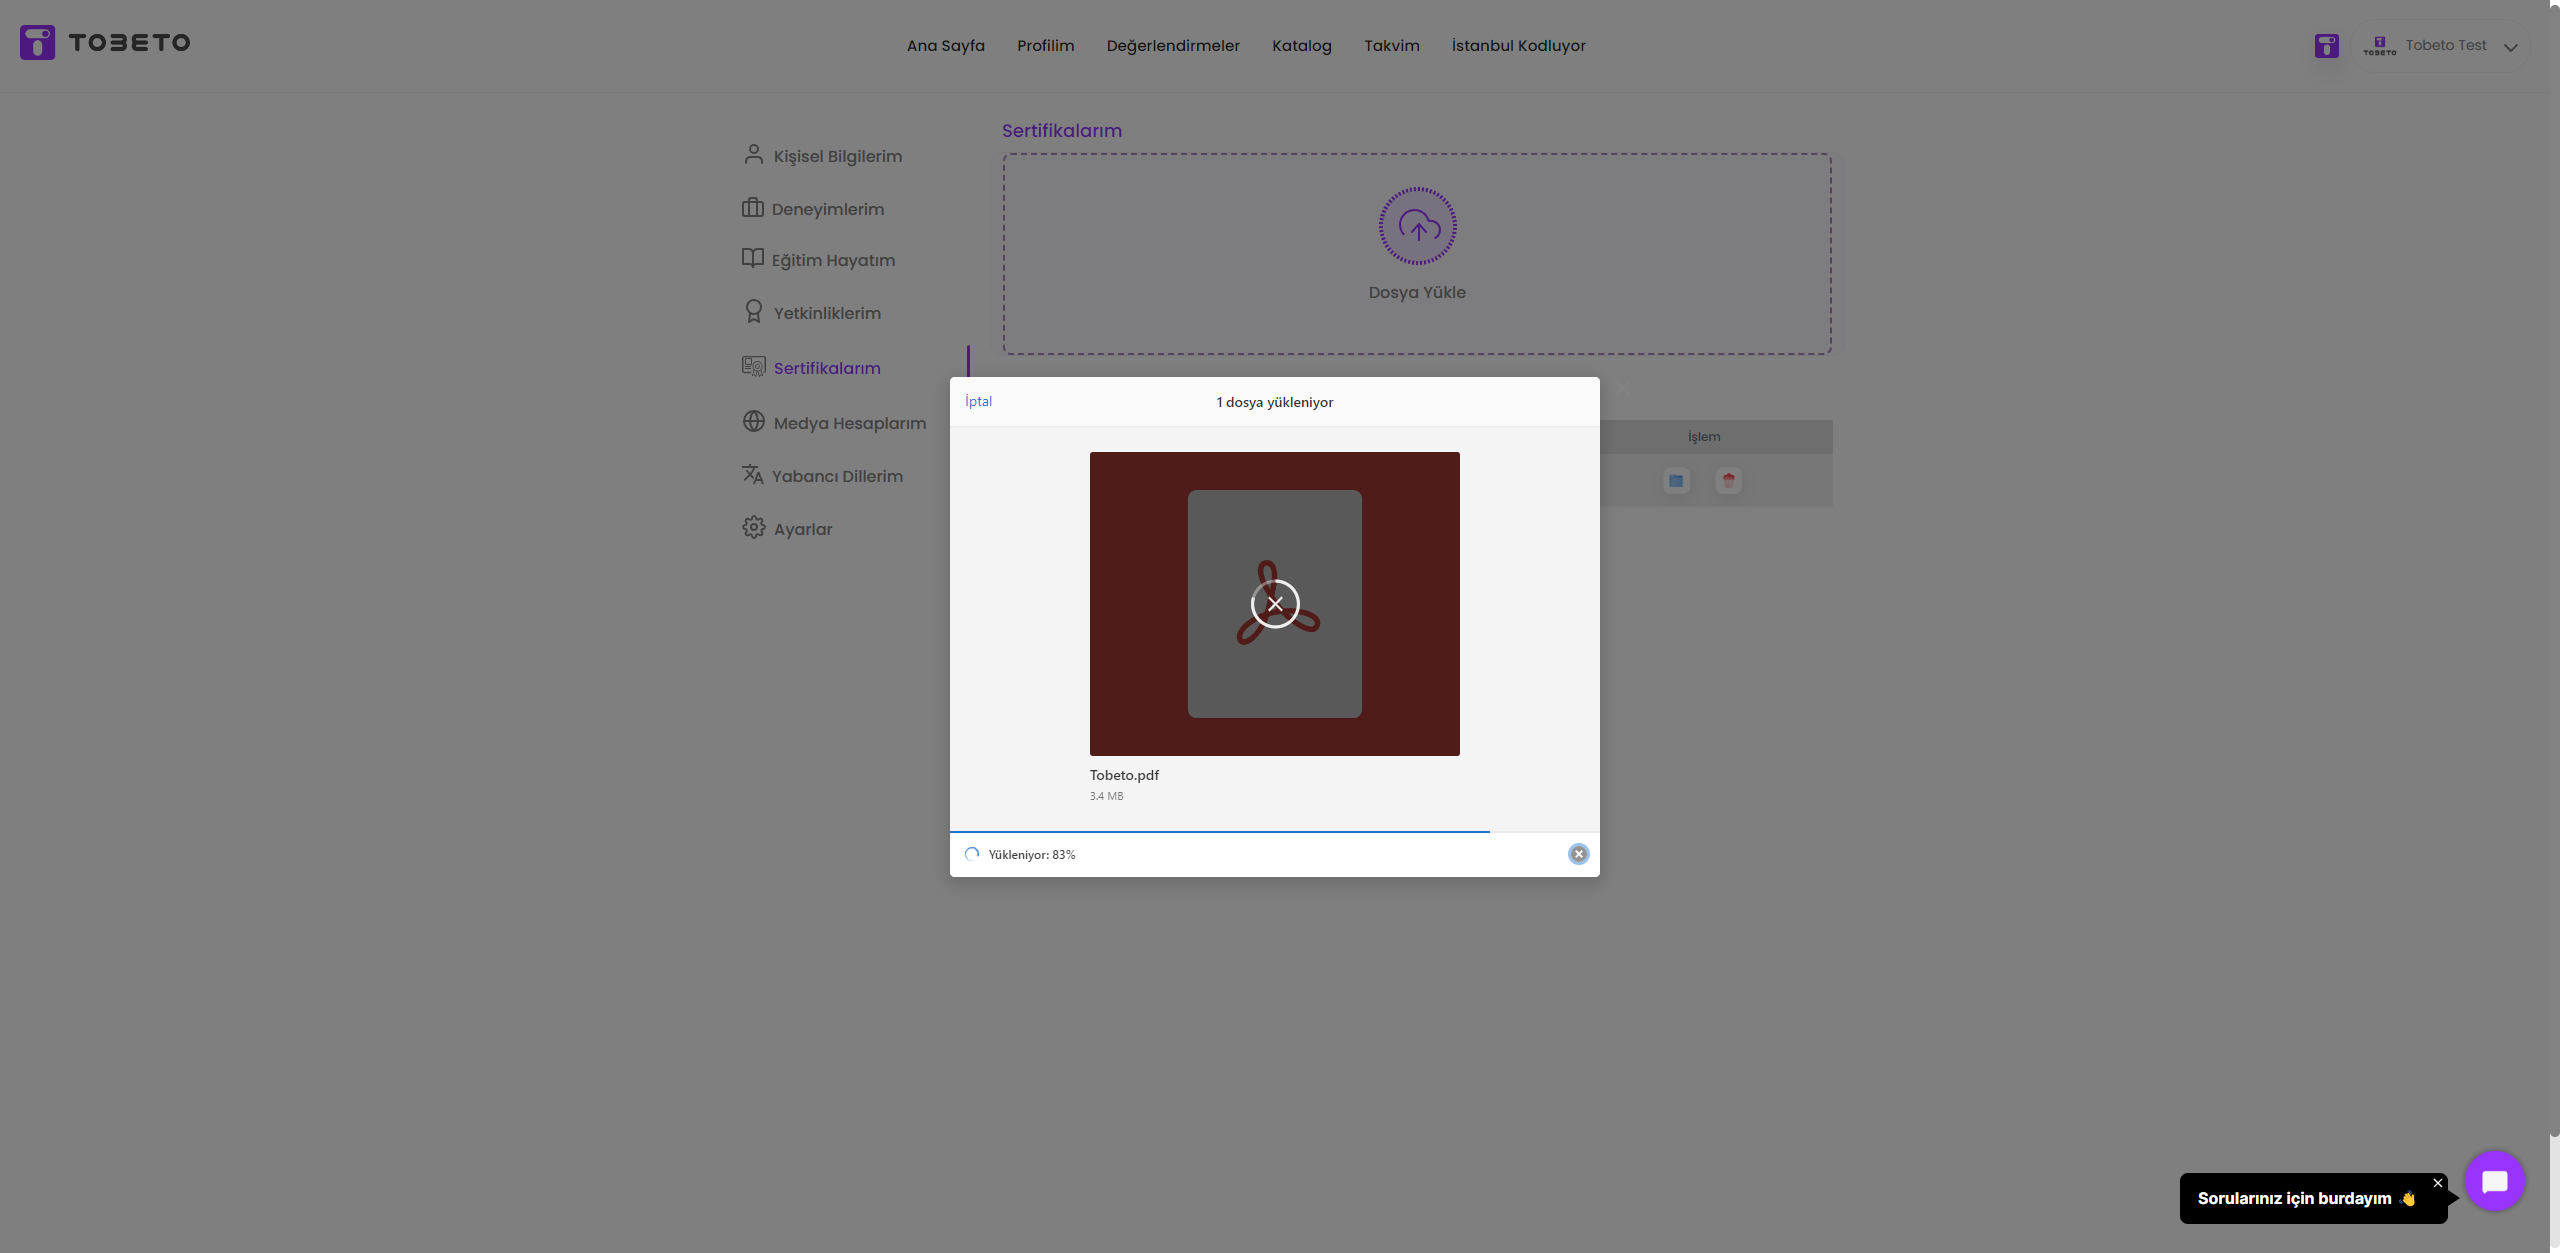 TOBETO
Ana Sayfa
Profilim
Değerlendirmeler
Katalog
Takvim
İstanbul Kodluyor
TOBETO
Tobeto Test
Kişisel Bilgilerim
Deneyimlerim
Eğitim Hayatım
Yetkinliklerim
Sertifikalarım
Medya Hesaplarım
Yabancı Dillerim
Ayarlar
Sertifikalarım
Dosya Yükle
İşlem
İptal
1 dosya yükleniyor
Tobeto.pdf
3.4 MB
Yükleniyor: 83%
Sorularınız için burdayım 👋